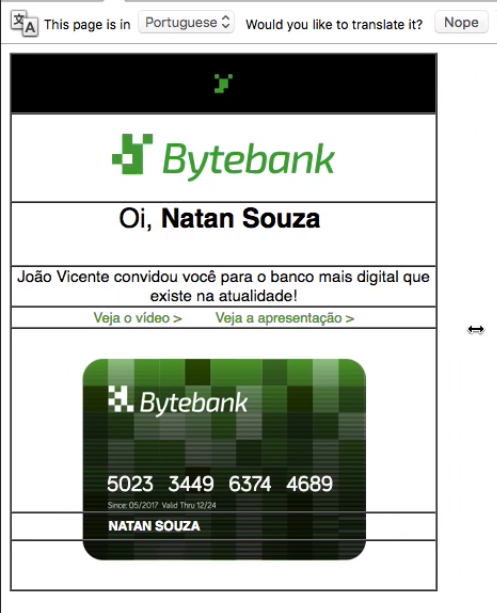 This page is in Portuguese Would you like to translate it? Nope
Bytebank
Oi, Natan Souza
João Vicente convidou você para o banco mais digital que
existe na atualidade!
Veja o vídeo > Veja a apresentação >
Bytebank
5023 3449 6374 4689
Since: 05/2017 Valid Thru 12/24
NATAN SOUZA